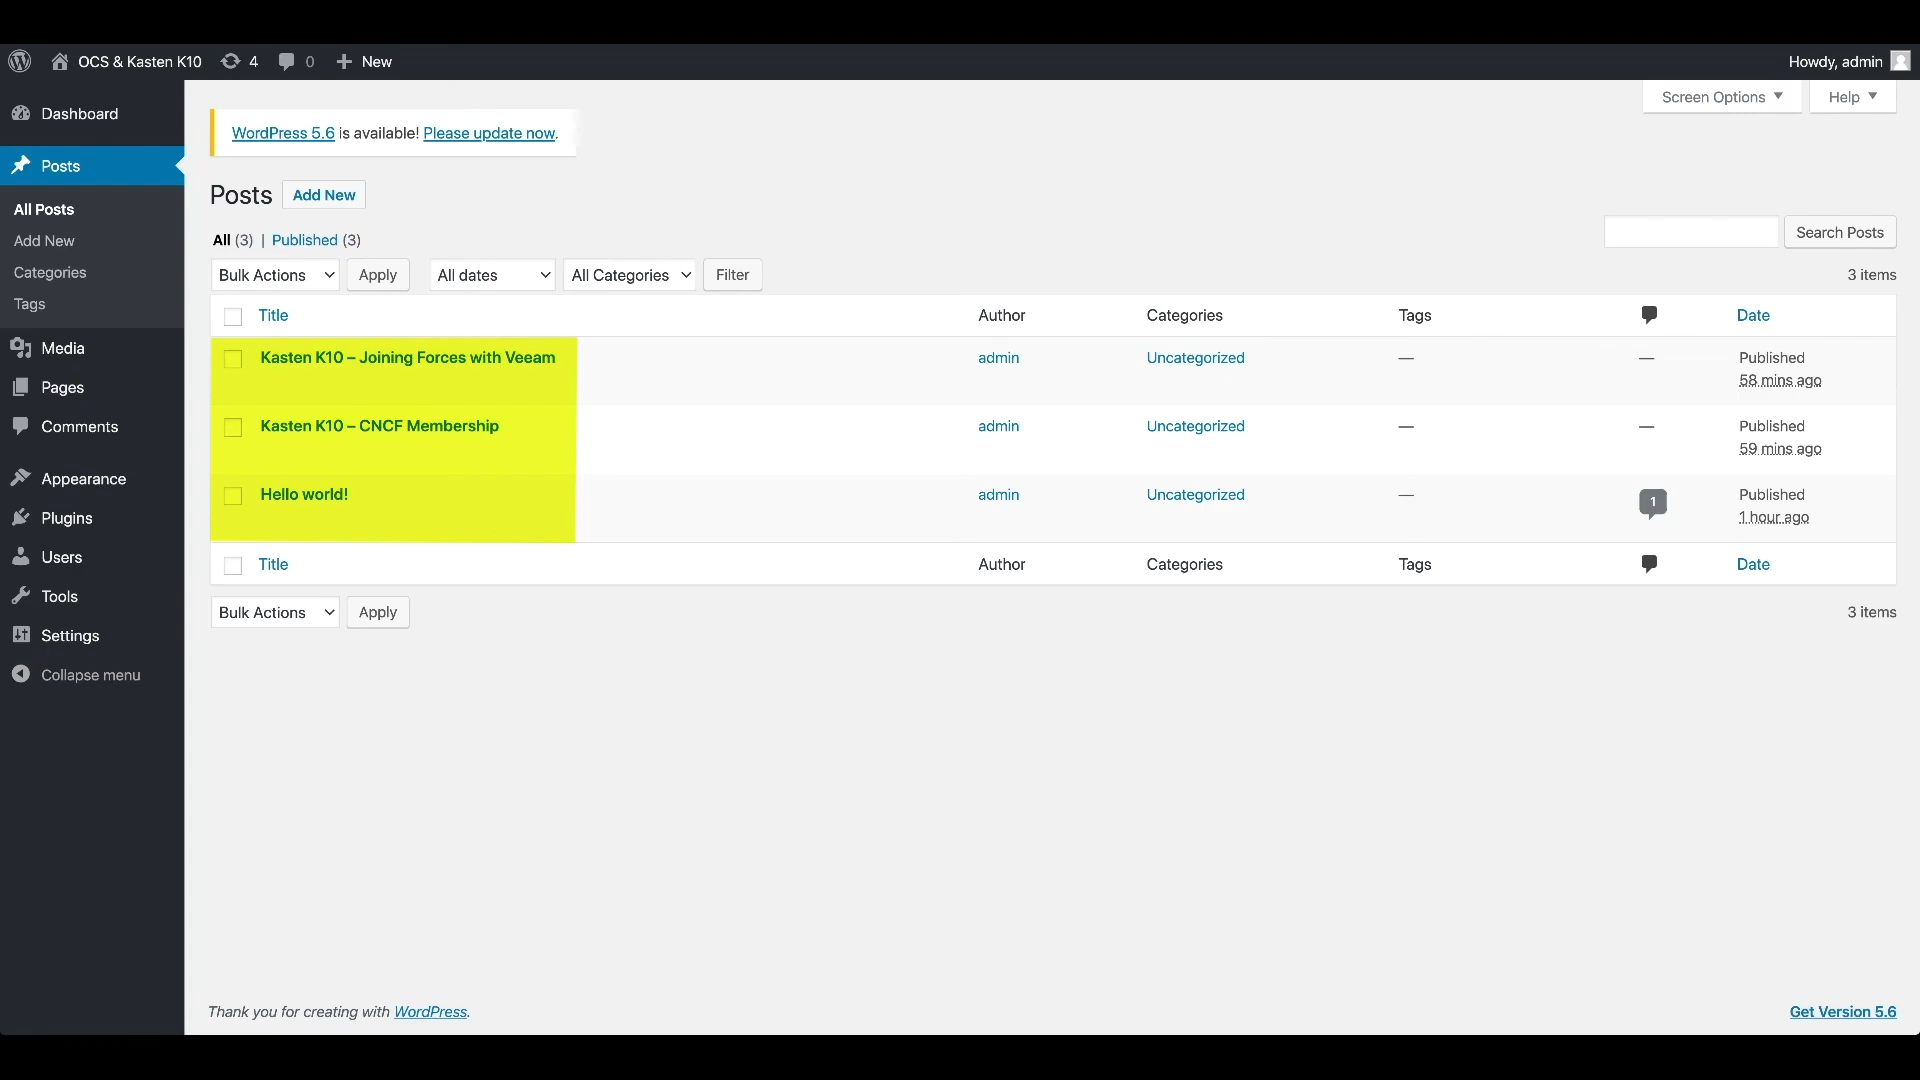 OCS & Kasten K10 4 0 New Howdy, admin
Screen Options Help
Dashboard
Posts
All Posts
Add New
Categories
Tags
Media
Pages
Comments
Appearance
Plugins
Users
Tools
Settings
Collapse menu
WordPress 5.6 is available! Please update now.
Posts Add New
All (3) | Published (3)
Search Posts
Bulk Actions Apply All dates All Categories Filter 3 items
Title Author Categories Tags Date
Kasten K10 – Joining Forces with Veeam admin Uncategorized — — Published
58 mins ago
Kasten K10 – CNCF Membership admin Uncategorized — — Published
59 mins ago
Hello world! admin Uncategorized — 1 Published
1 hour ago
Title Author Categories Tags Date
Bulk Actions Apply 3 items
Thank you for creating with WordPress. Get Version 5.6